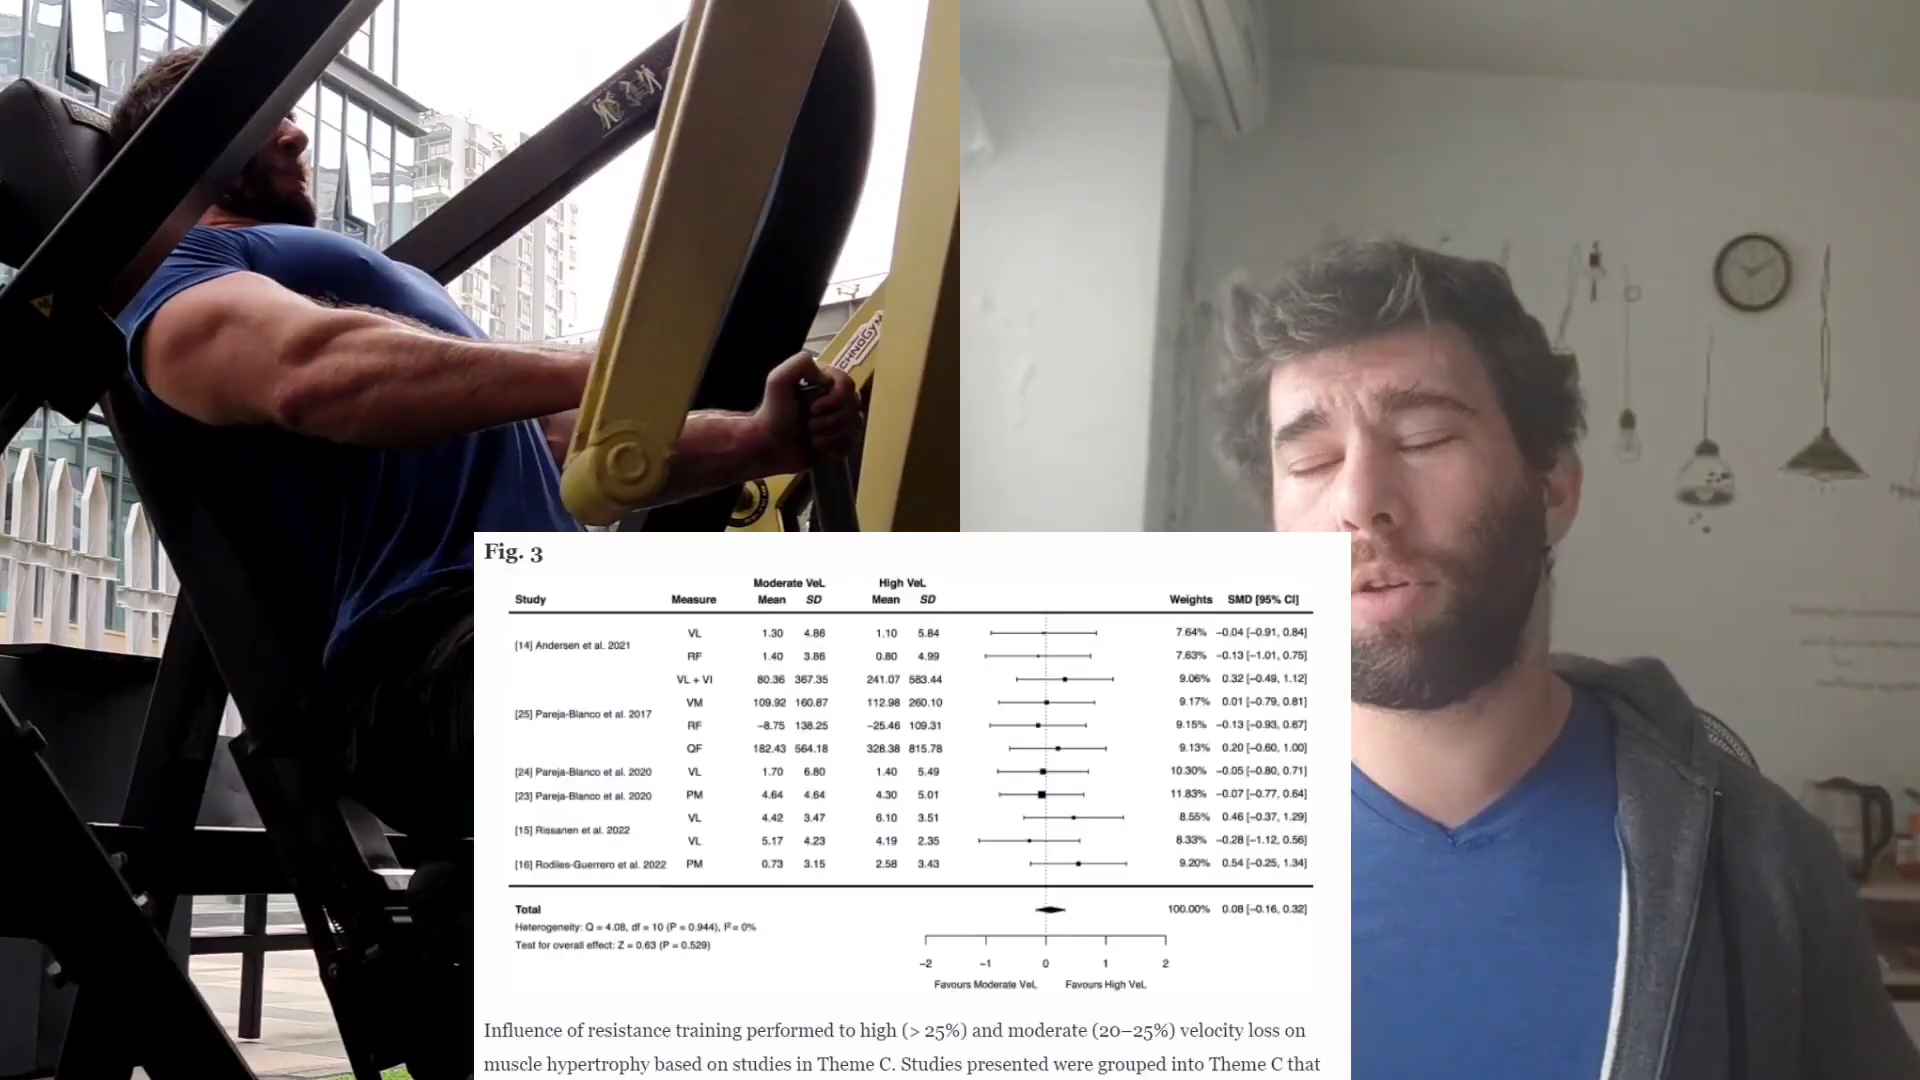 CHNOGYM
Fig. 3
Moderate VeL High VeL
Study Measure Mean SD Mean SD Weights SMD [95% CI]
VL 1.30 4.86 1.10 5.84 7.64% −0.04 [−0.91, 0.84]
[14] Andersen et al. 2021
RF 1.40 3.86 0.80 4.99 7.63% −0.13 [−1.01, 0.75]
VL + VI 80.36 367.35 241.07 583.44 9.06% 0.32 [−0.49, 1.12]
VM 109.92 160.87 112.98 260.10 9.17% 0.01 [−0.79, 0.81]
[25] Pareja-Blanco et al. 2017
RF −8.75 138.25 −25.46 109.31 9.15% −0.13 [−0.93, 0.67]
QF 182.43 564.18 328.38 815.78 9.13% 0.20 [−0.60, 1.00]
[24] Pareja-Blanco et al. 2020 VL 1.70 6.80 1.40 5.49 10.30% −0.05 [−0.80, 0.71]
[23] Pareja-Blanco et al. 2020 PM 4.64 4.64 4.30 5.01 11.83% −0.07 [−0.77, 0.64]
VL 4.42 3.47 6.10 3.51 8.55% 0.46 [−0.37, 1.29]
[15] Rissanen et al. 2022
VL 5.17 4.23 4.19 2.35 8.33% −0.28 [−1.12, 0.56]
[16] Rodiles-Guerrero et al. 2022 PM 0.73 3.15 2.58 3.43 9.20% 0.54 [−0.25, 1.34]
Total 100.00% 0.08 [−0.16, 0.32]
Heterogeneity: Q = 4.08, df = 10 (P = 0.944), I² = 0%
Test for overall effect: Z = 0.63 (P = 0.529)
−2 −1 0 1 2
Favours Moderate VeL Favours High VeL
Influence of resistance training performed to high (> 25%) and moderate (20–25%) velocity loss on
muscle hypertrophy based on studies in Theme C. Studies presented were grouped into Theme C that